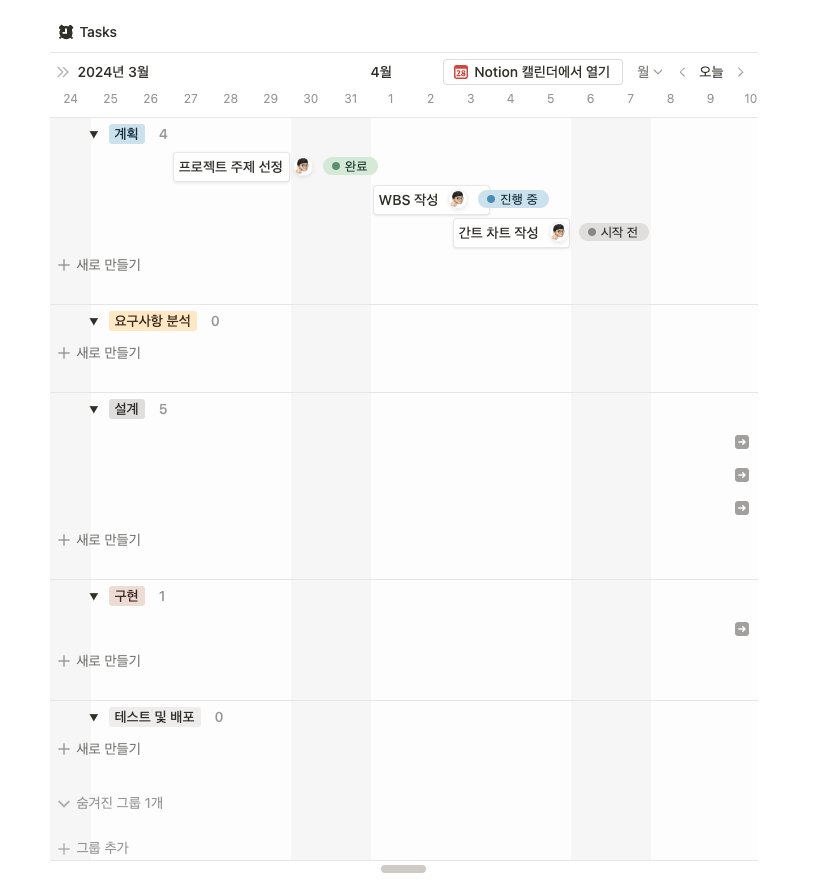 Tasks
2024년 3월 4월 28 Notion 캘린더에서 열기 월 오늘
24 25 26 27 28 29 30 31 1 2 3 4 5 6 7 8 9 10
계획 4
프로젝트 주제 선정 완료
WBS 작성 진행 중
간트 차트 작성 시작 전
새로 만들기
요구사항 분석 0
새로 만들기
설계 5
새로 만들기
구현 1
새로 만들기
테스트 및 배포 0
새로 만들기
숨겨진 그룹 1개
그룹 추가